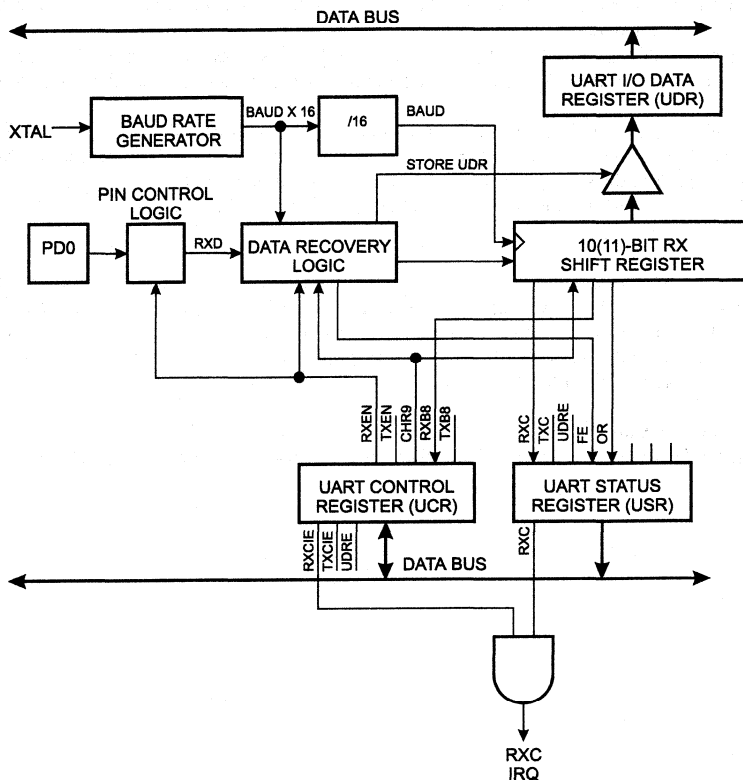 DATA BUS
UART I/O DATA
REGISTER (UDR)
XTAL
BAUD RATE
GENERATOR
BAUD X 16
/16
BAUD
STORE UDR
PIN CONTROL
LOGIC
PD0
RXD
DATA RECOVERY
LOGIC
10(11)-BIT RX
SHIFT REGISTER
RXEN
TXEN
CHR9
RXB8
TXB8
RXC
TXC
UDRE
FE
OR
UART CONTROL
REGISTER (UCR)
UART STATUS
REGISTER (USR)
RXCIE
TXCIE
UDRE
RXC
DATA BUS
RXC
IRQ